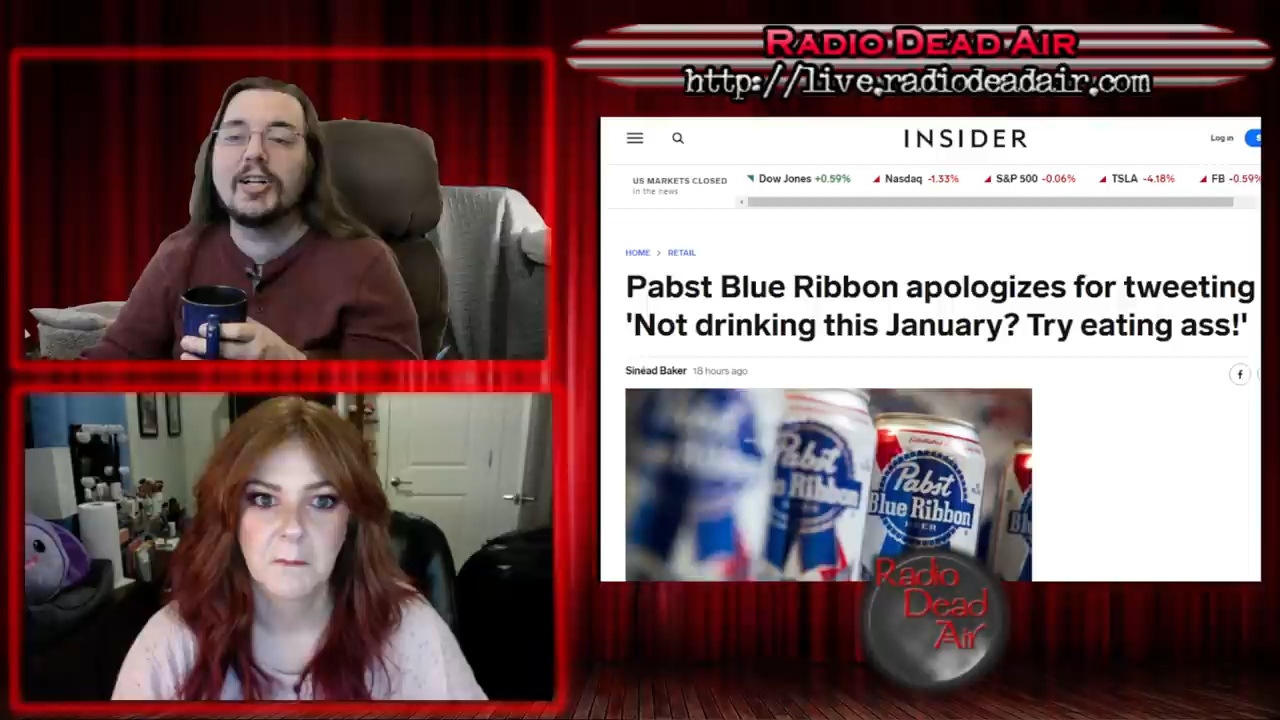 Radio Dead Air
http://live.radiodeadair.com
INSIDER
Log in
US MARKETS CLOSED
in the news
Dow Jones +0.59%
Nasdaq -1.33%
S&P 500 -0.06%
TSLA -4.18%
FB -0.59%
HOME > RETAIL
Pabst Blue Ribbon apologizes for tweeting
'Not drinking this January? Try eating ass!'
Sinéad Baker 18 hours ago
Pabst
Blue Ribbon
BEER
Pabst
Blue Ribbon
BEER
Radio
Dead
Air